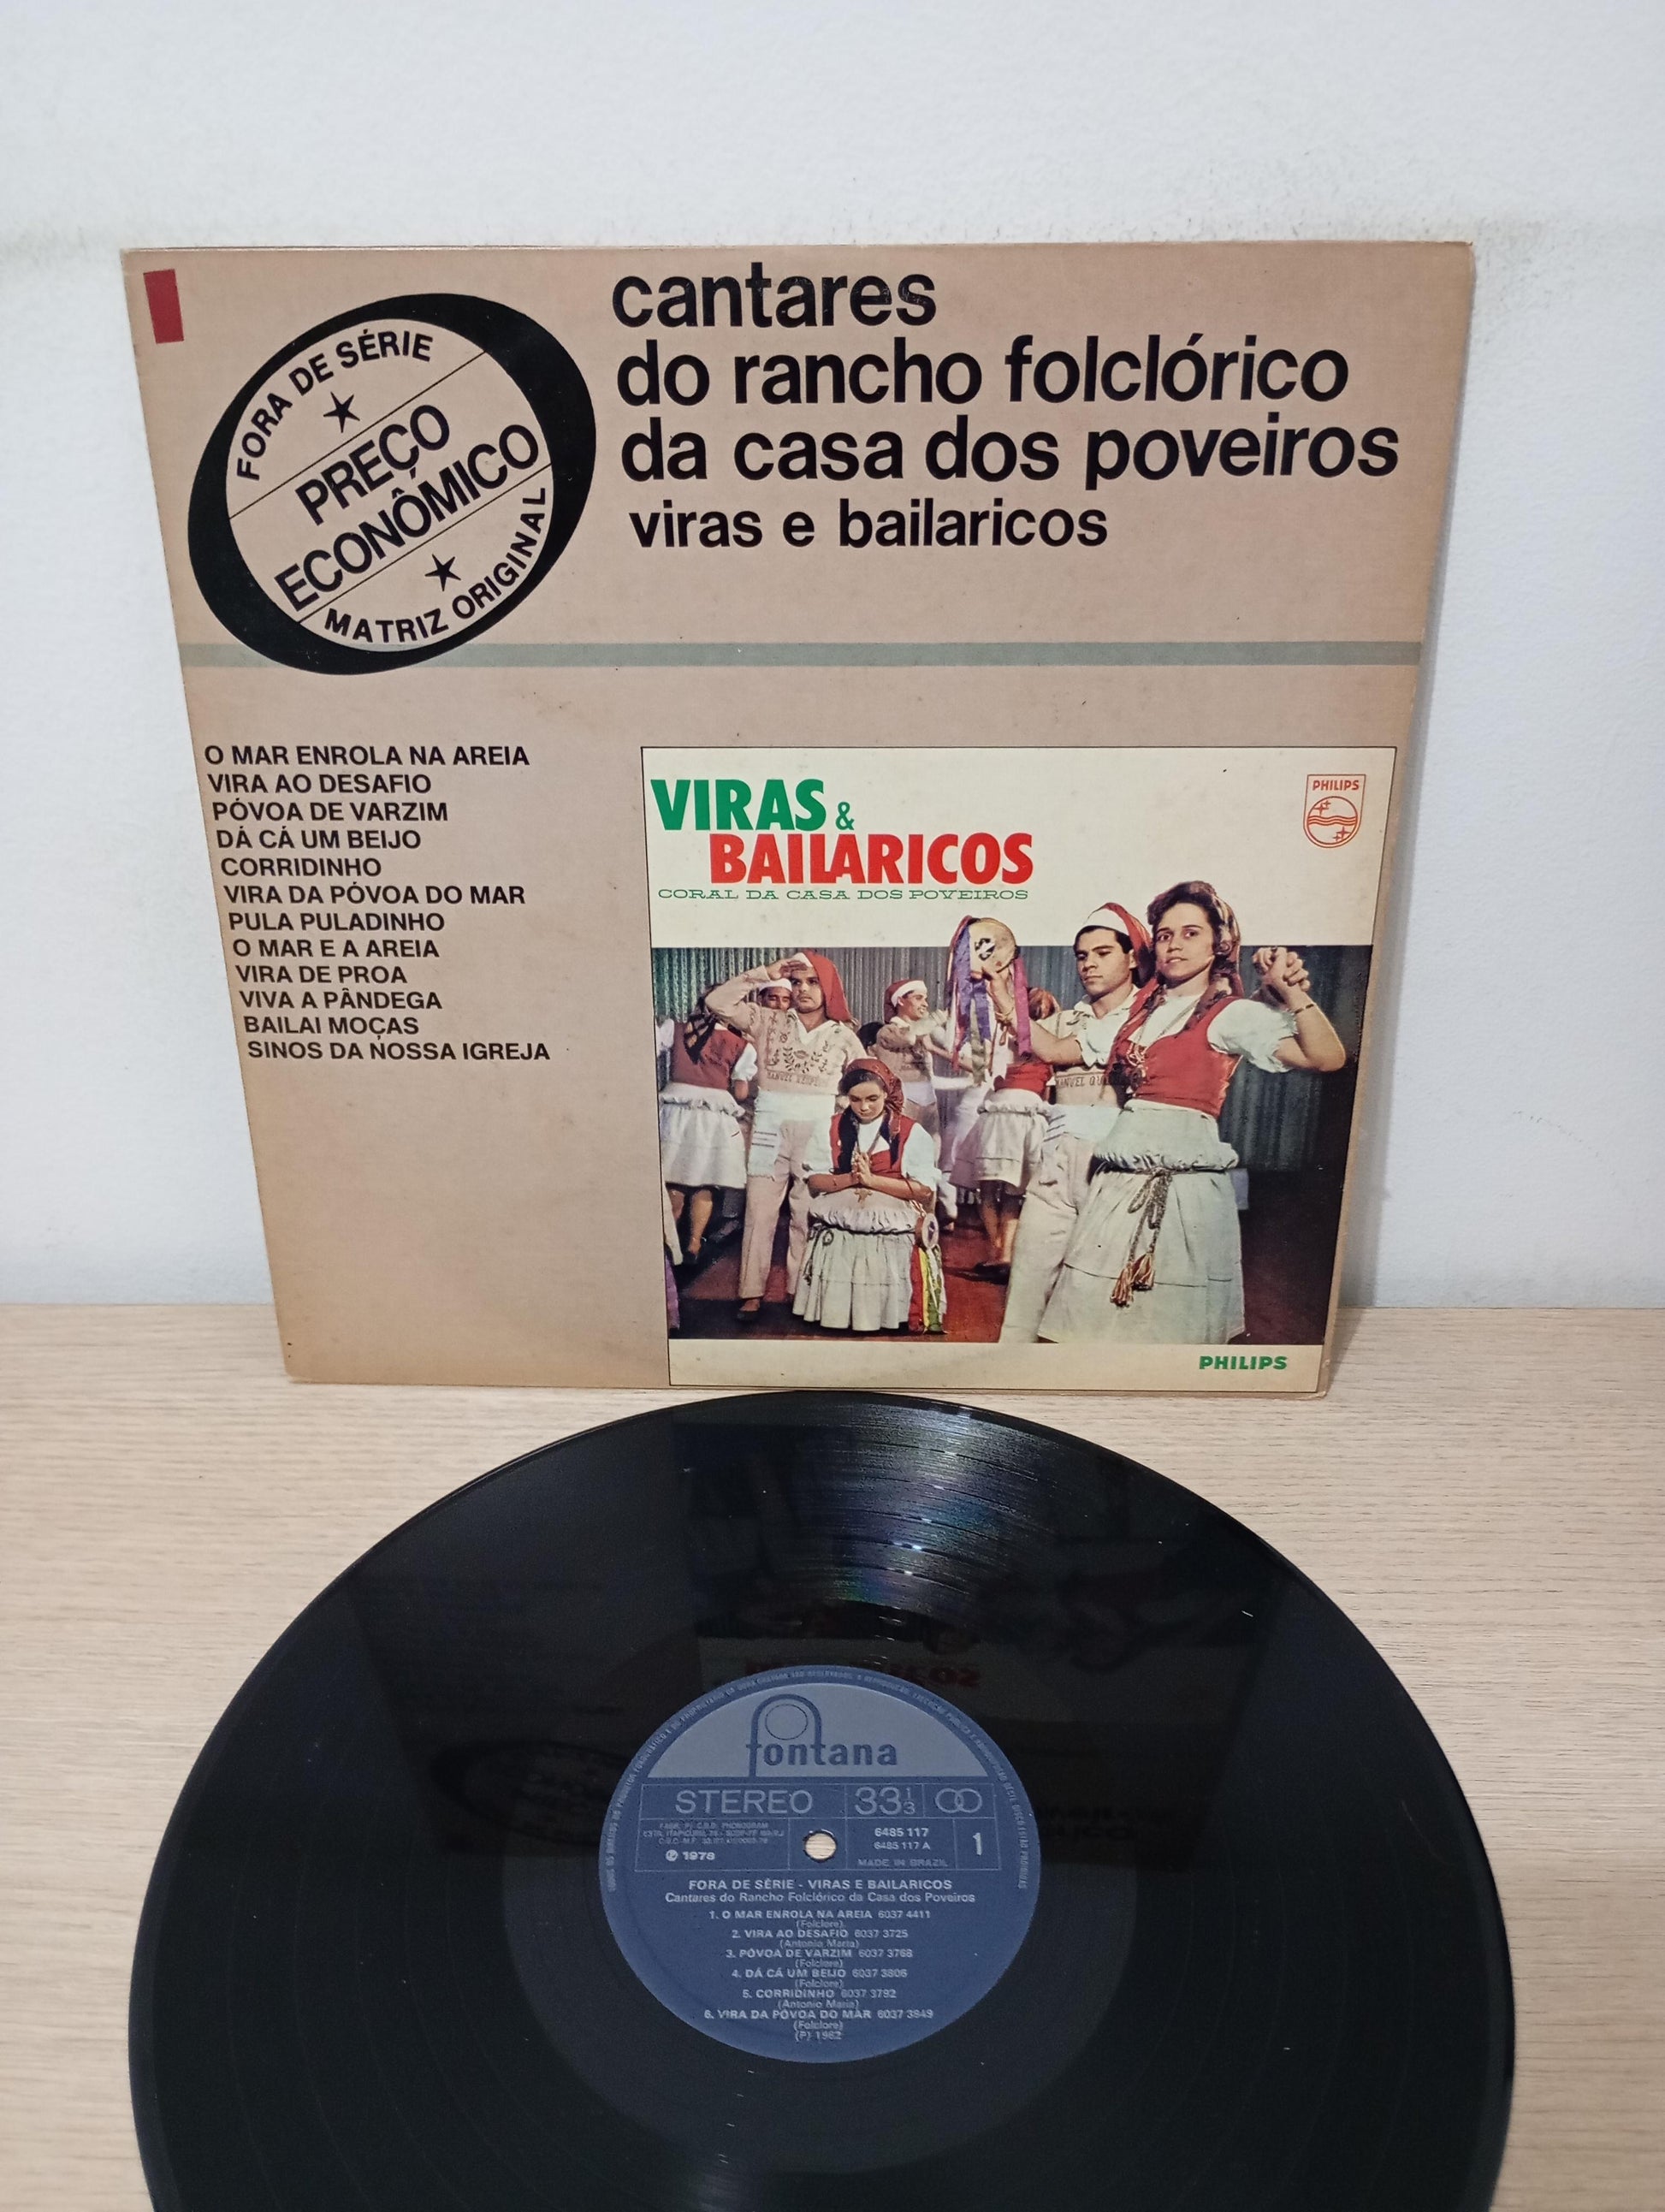 FORA DE SÉRIE
PREÇO
ECONÔMICO
MATRIZ ORIGINAL
cantares
do rancho folclórico
da casa dos poveiros
viras e bailaricos
O MAR ENROLA NA AREIA
VIRA AO DESAFIO
PÓVOA DE VARZIM
DÁ CÁ UM BEIJO
CORRIDINHO
VIRA DA PÓVOA DO MAR
PULA PULADINHO
O MAR E A AREIA
VIRA DE PROA
VIVA A PÂNDEGA
BAILAI MOÇAS
SINOS DA NOSSA IGREJA
VIRAS &
BAILARICOS
CORAL DA CASA DOS POVEIROS
PHILIPS
MANUEL
PHILIPS
fontana
STEREO
33 1/3
6485 117
6485 117 A
1
℗ 1978
MADE IN BRAZIL
FORA DE SÉRIE - VIRAS E BAILARICOS
Cantares do Rancho Folclórico da Casa dos Poveiros
1. O MAR ENROLA NA AREIA 6037 4411
(Folclore)
2. VIRA AO DESAFIO 6037 3725
(Antonio Maria)
3. PÓVOA DE VARZIM 6037 3768
(Folclore)
4. DÁ CÁ UM BEIJO 6037 3806
(Folclore)
5. CORRIDINHO 6037 3792
(Antonio Maria)
6. VIRA DA PÓVOA DO MAR 6037 3949
(Folclore)
(P) 1962